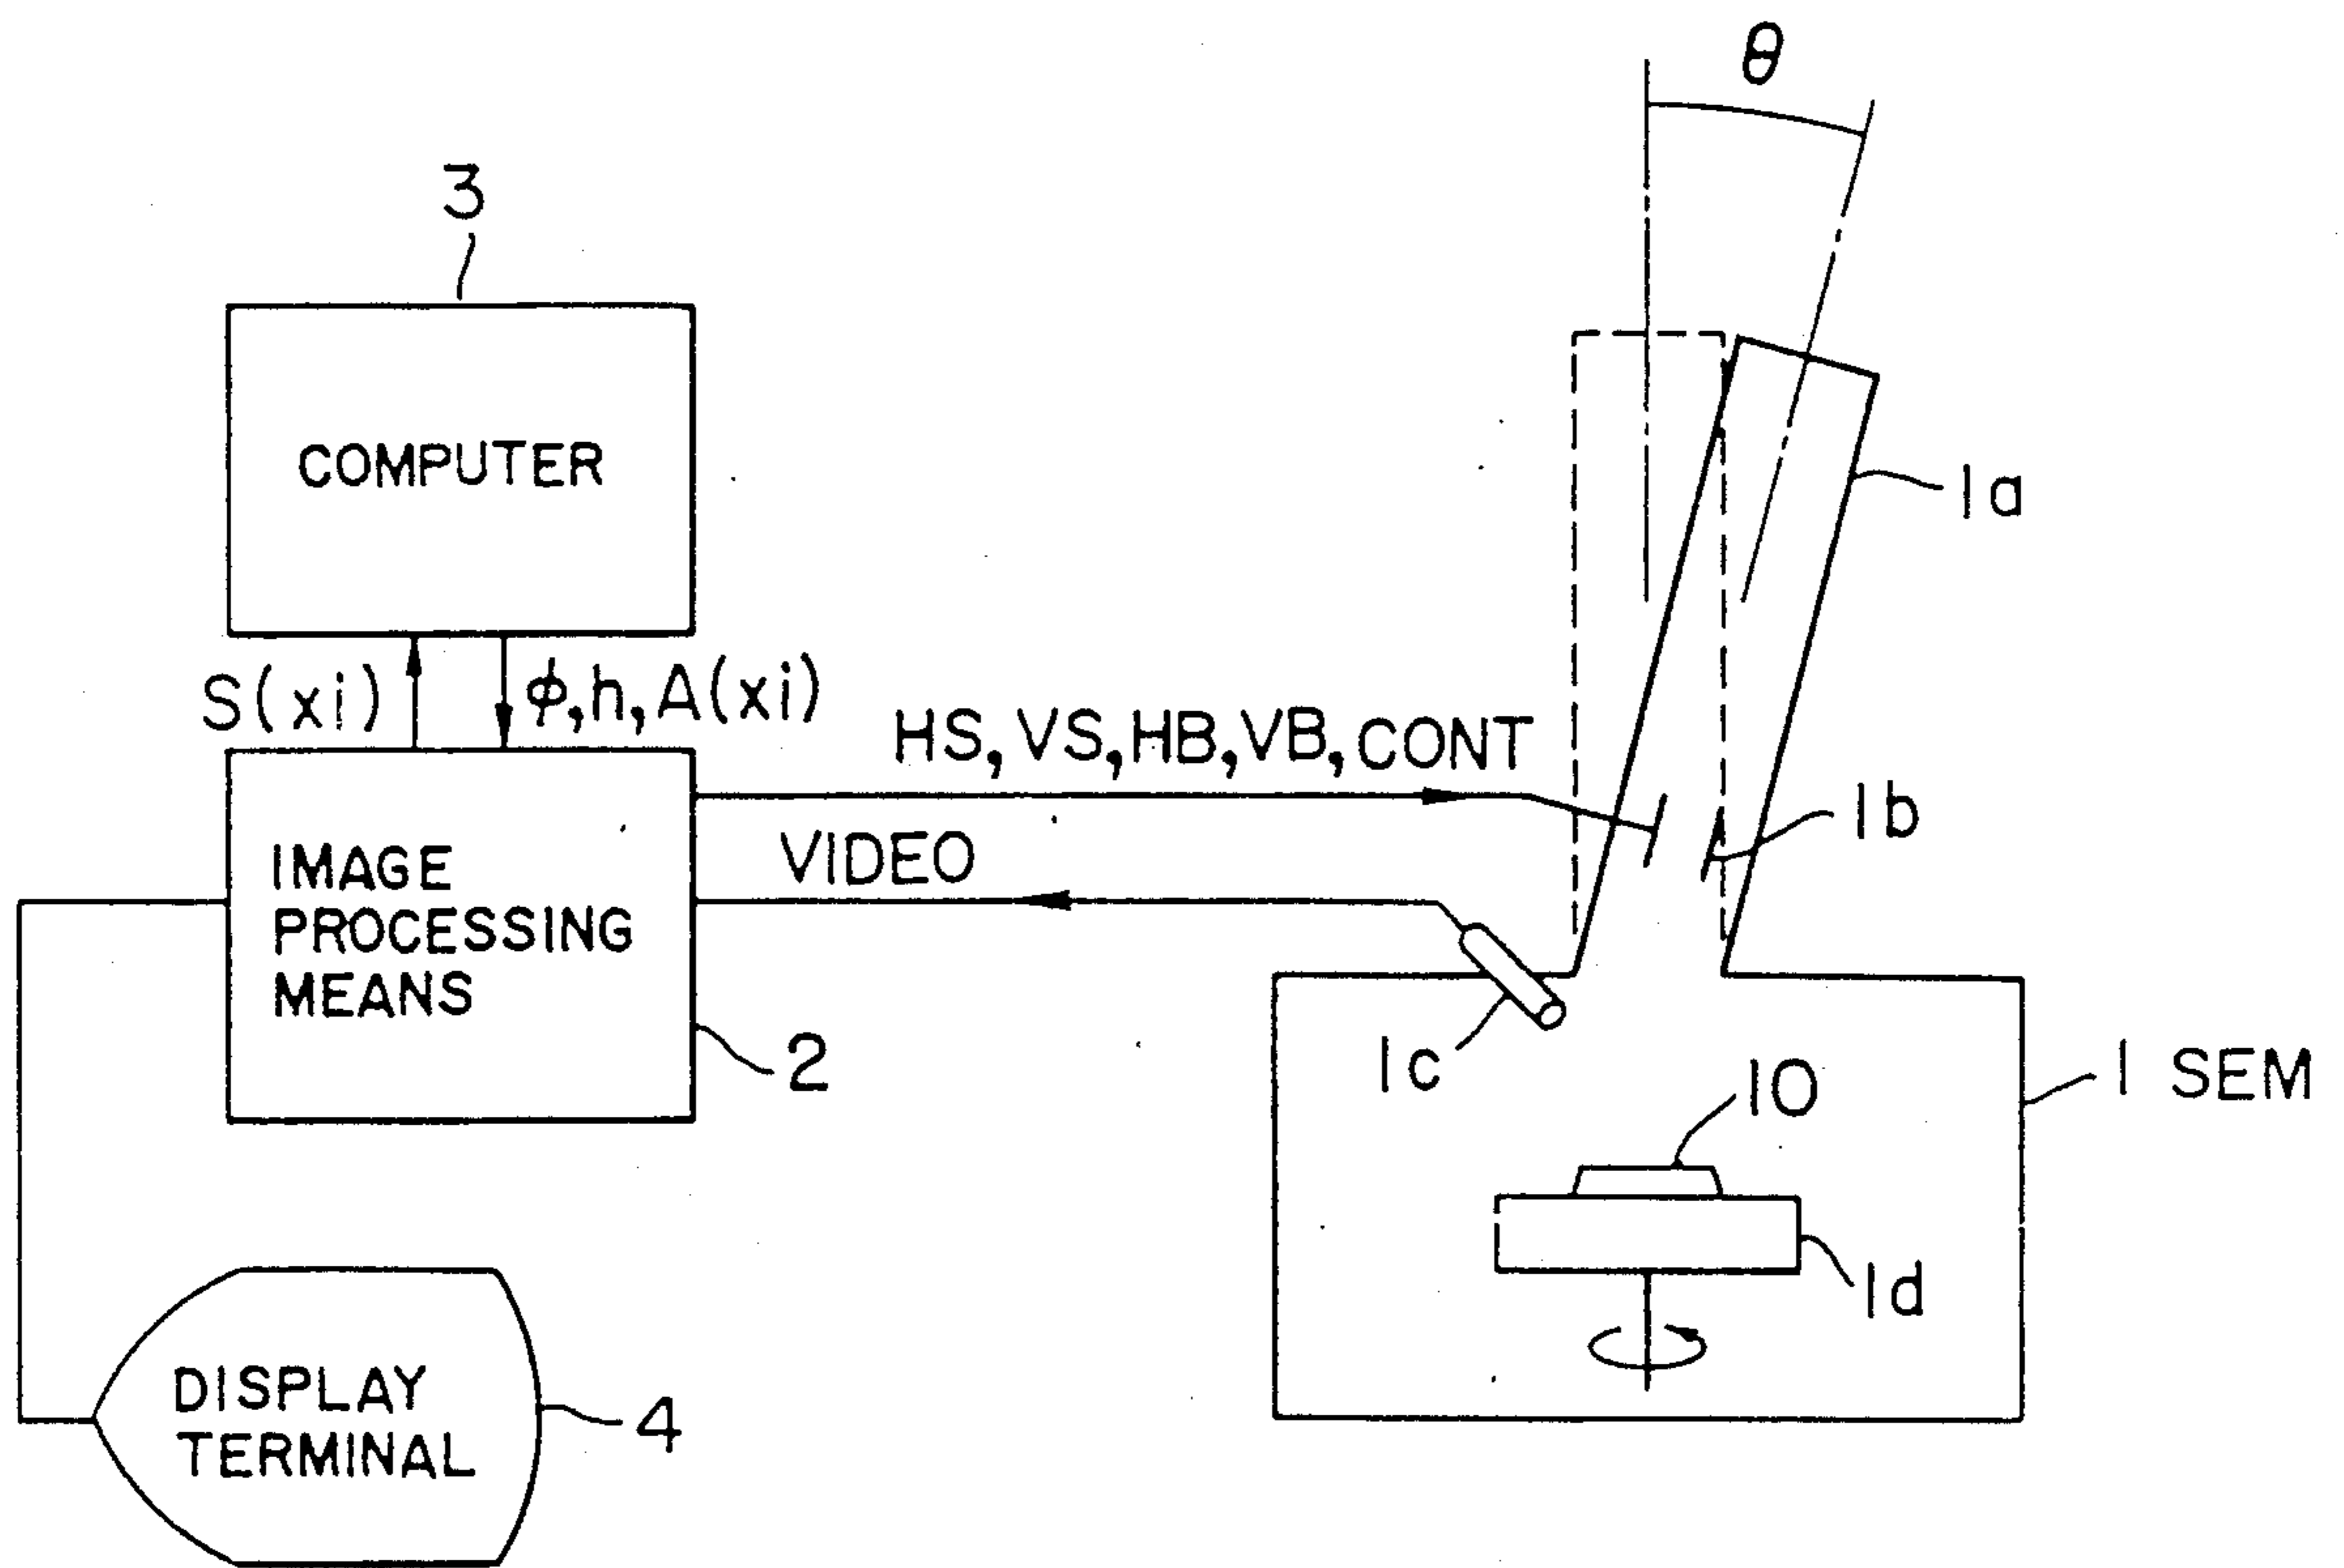 θ
3
COMPUTER
1a
S(xi)
ϕ,h,A(xi)
HS,VS,HB,VB,CONT
1b
VIDEO
IMAGE
PROCESSING
MEANS
2
1c
10
1 SEM
1d
DISPLAY
TERMINAL
4